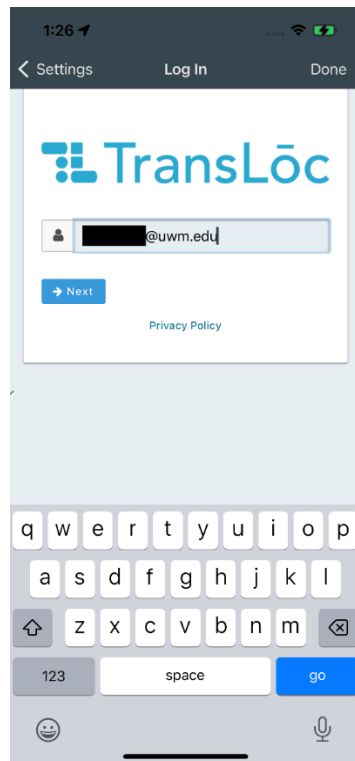 1:26
Settings Log In Done
TransLōc
@uwm.edu
Next
Privacy Policy
q w e r t y u i o p
a s d f g h j k l
z x c v b n m
123 space go